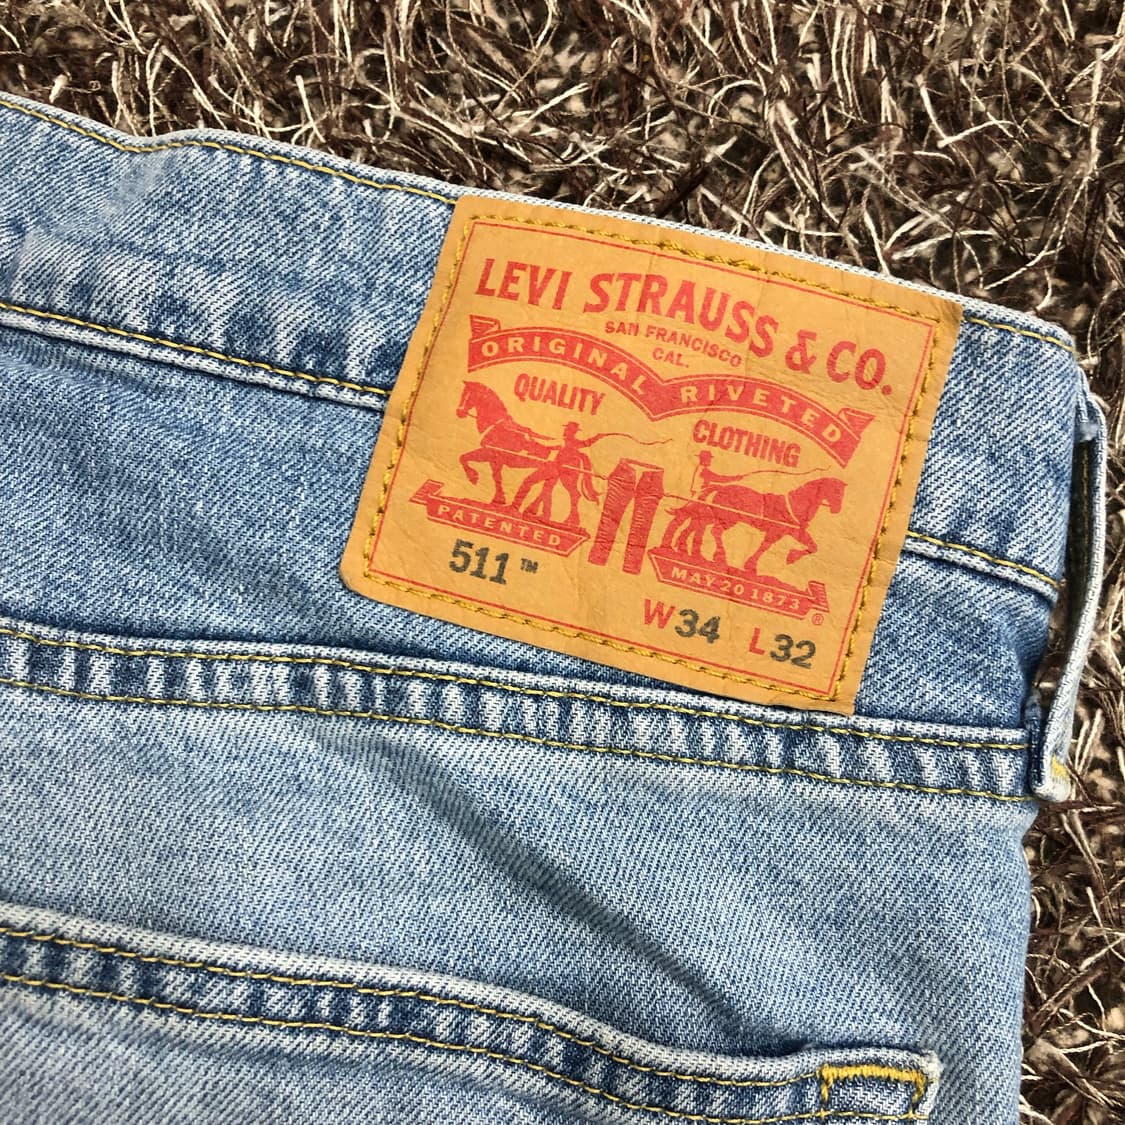 LEVI STRAUSS & CO.
SAN FRANCISCO
CAL.
ORIGINAL RIVETED
QUALITY CLOTHING
PATENTED MAY 20 1873 ®
511™
W34 L32